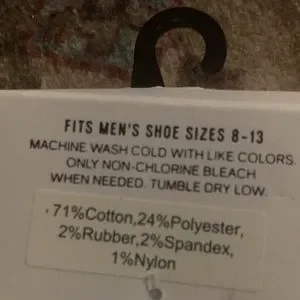 FITS MEN'S SHOE SIZES 8-13
MACHINE WASH COLD WITH LIKE COLORS.
ONLY NON-CHLORINE BLEACH
WHEN NEEDED. TUMBLE DRY LOW.
71%Cotton,24%Polyester,
2%Rubber,2%Spandex,
1%Nylon